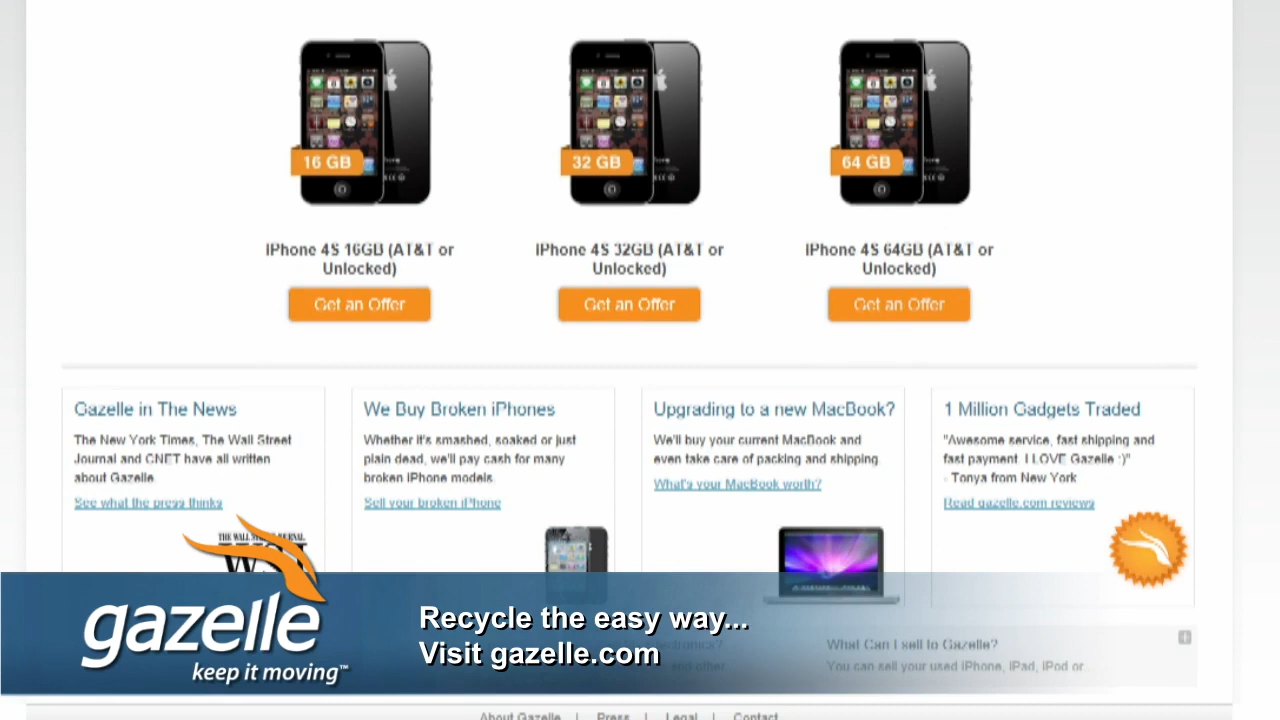 16 GB
32 GB
64 GB
iPhone 4S 16GB (AT&T or
Unlocked)
iPhone 4S 32GB (AT&T or
Unlocked)
iPhone 4S 64GB (AT&T or
Unlocked)
Get an Offer
Get an Offer
Get an Offer
Gazelle in The News
The New York Times, The Wall Street
Journal and CNET have all written
about Gazelle.
See what the press thinks
We Buy Broken iPhones
Whether it's smashed, soaked or just
plain dead, we'll pay cash for many
broken iPhone models.
Sell your broken iPhone
Upgrading to a new MacBook?
We'll buy your current MacBook and
even take care of packing and shipping.
What's your MacBook worth?
1 Million Gadgets Traded
"Awesome service, fast shipping and
fast payment. I LOVE Gazelle :)"
- Tonya from New York
Read gazelle.com reviews
gazelle
keep it moving™
Recycle the easy way...
Visit gazelle.com
and other
What Can I sell to Gazelle?
You can sell your used iPhone, iPad, iPod or...
About Gazelle | Press | Legal | Contact